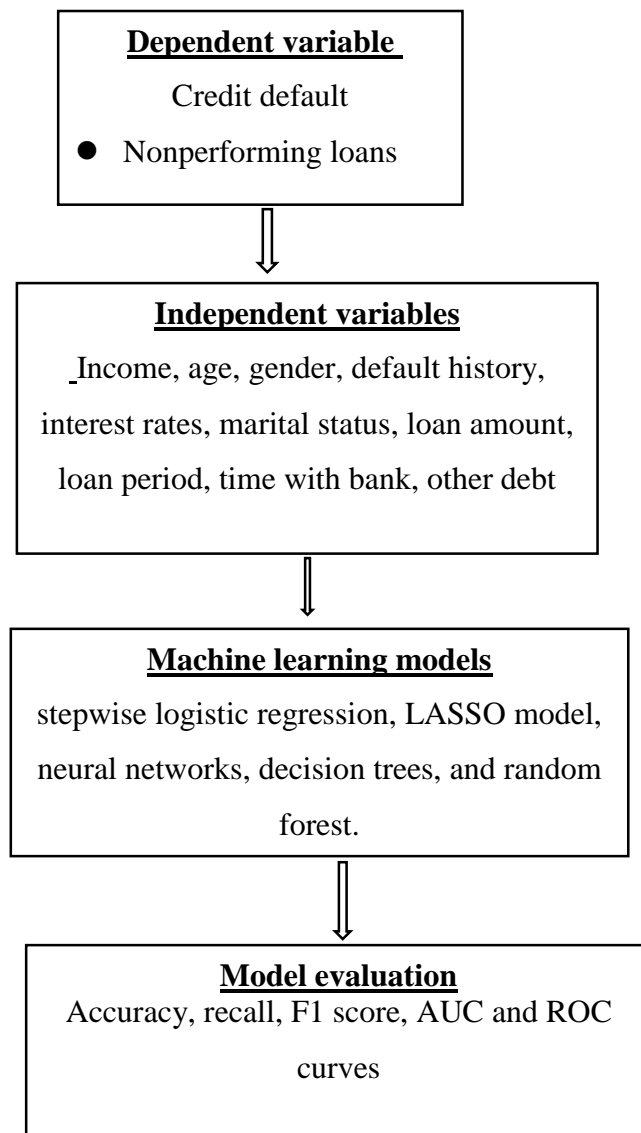 Dependent variable
Credit default
● Nonperforming loans
Independent variables
Income, age, gender, default history,
interest rates, marital status, loan amount,
loan period, time with bank, other debt
Machine learning models
stepwise logistic regression, LASSO model,
neural networks, decision trees, and random
forest.
Model evaluation
Accuracy, recall, F1 score, AUC and ROC
curves